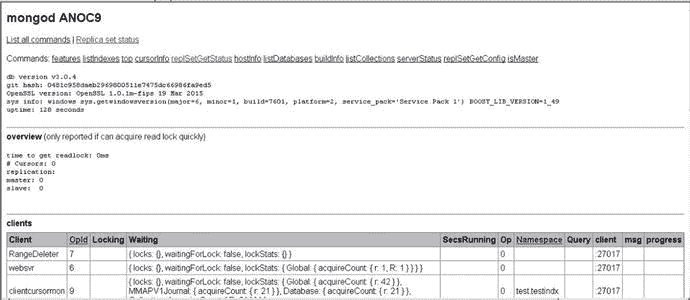 mongod ANOC9
List all commands | Replica set status
Commands: features listIndexes top cursorInfo replSetGetStatus hostInfo listDatabases buildInfo listCollections serverStatus replSetGetConfig isMaster
db version v3.0.4
git hash: 0481c958daeb2969800511e7475dc66986fa9ed5
OpenSSL version: OpenSSL 1.0.1m-fips 19 Mar 2015
sys info: windows sys.getwindowsversion(major=6, minor=1, build=7601, platform=2, service_pack='Service Pack 1') BOOST_LIB_VERSION=1_49
uptime: 128 seconds
overview (only reported if can acquire read lock quickly)
time to get readlock: 0ms
# Cursors: 0
replication:
master: 0
slave: 0
clients
Client OpId Locking Waiting SecsRunning Op Namespace Query client msg progress
RangeDeleter 7 { locks: {}, waitingForLock: false, lockStats: {} } 0 :27017
websvr 6 { locks: {}, waitingForLock: false, lockStats: { Global: { acquireCount: { r: 1, R: 1 } } } } 0 :27017
{ locks: {}, waitingForLock: false, lockStats: { Global: { acquireCount: { r: 42 } },
clientcursormon 9 MMAPV1Journal: { acquireCount: { r: 21 } }, Database: { acquireCount: { r: 21 } }, 0 test.testindx :27017